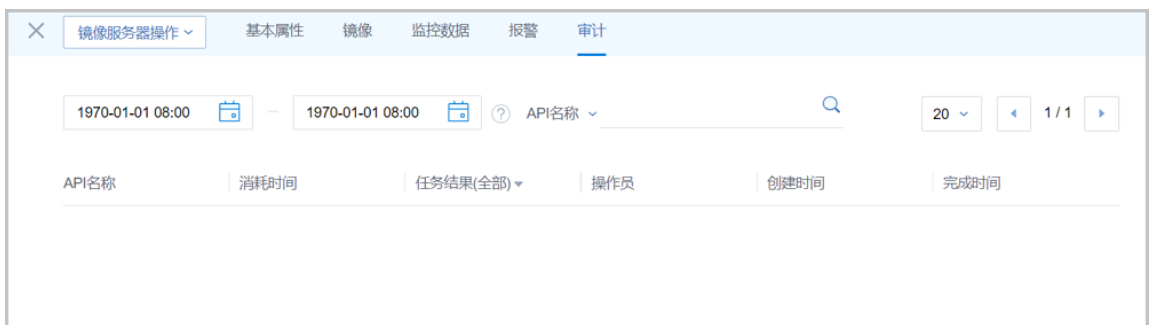 镜像服务器操作 基本属性 镜像 监控数据 报警 审计
1970-01-01 08:00 – 1970-01-01 08:00 ? API名称 20 1 / 1
API名称 消耗时间 任务结果(全部) 操作员 创建时间 完成时间